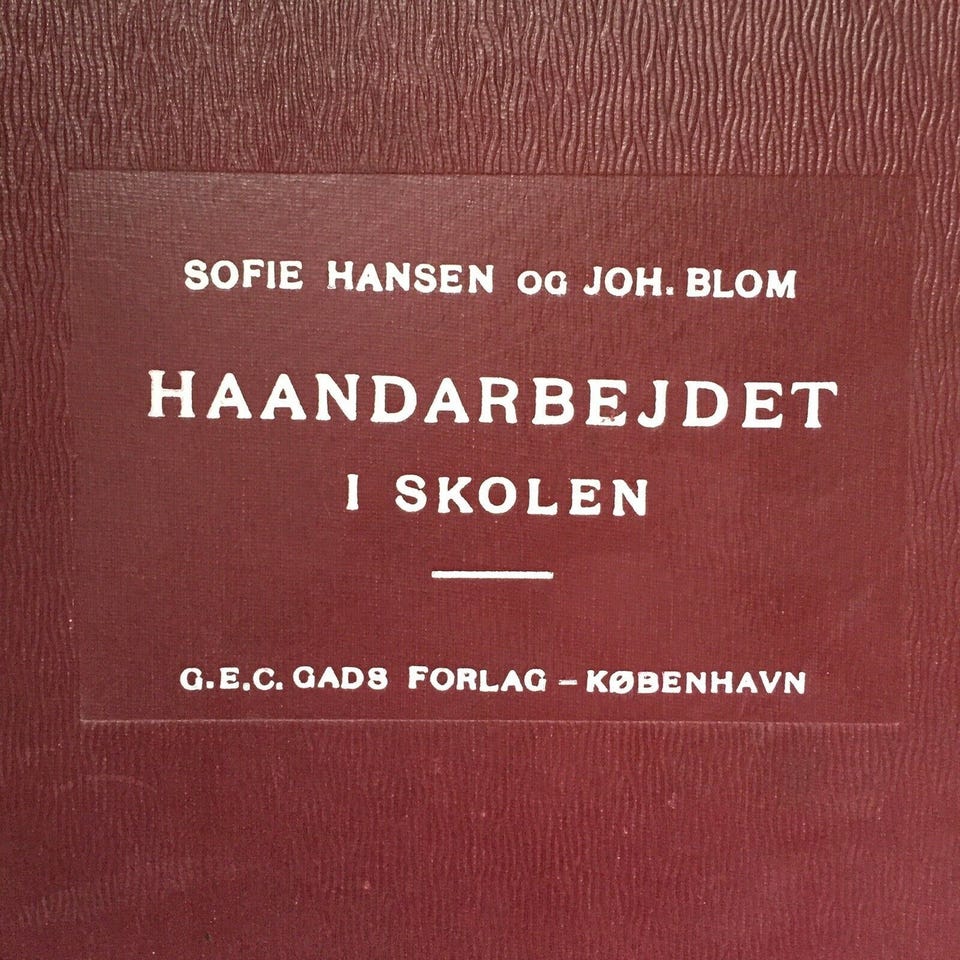 SOFIE HANSEN OG JOH. BLOM
HAANDARBEJDET
I SKOLEN
G.E.C. GADS FORLAG – KØBENHAVN